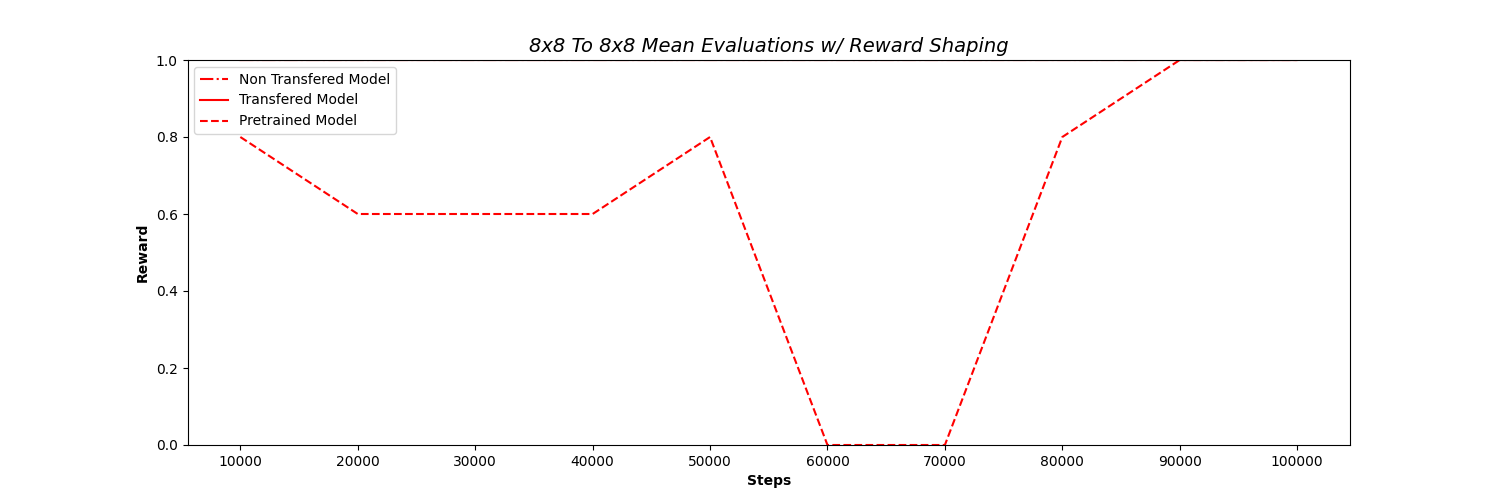 8x8 To 8x8 Mean Evaluations w/ Reward Shaping
1.0
0.8
0.6
0.4
0.2
0.0
Reward
Non Transfered Model
Transfered Model
Pretrained Model
10000 20000 30000 40000 50000 60000 70000 80000 90000 100000
Steps